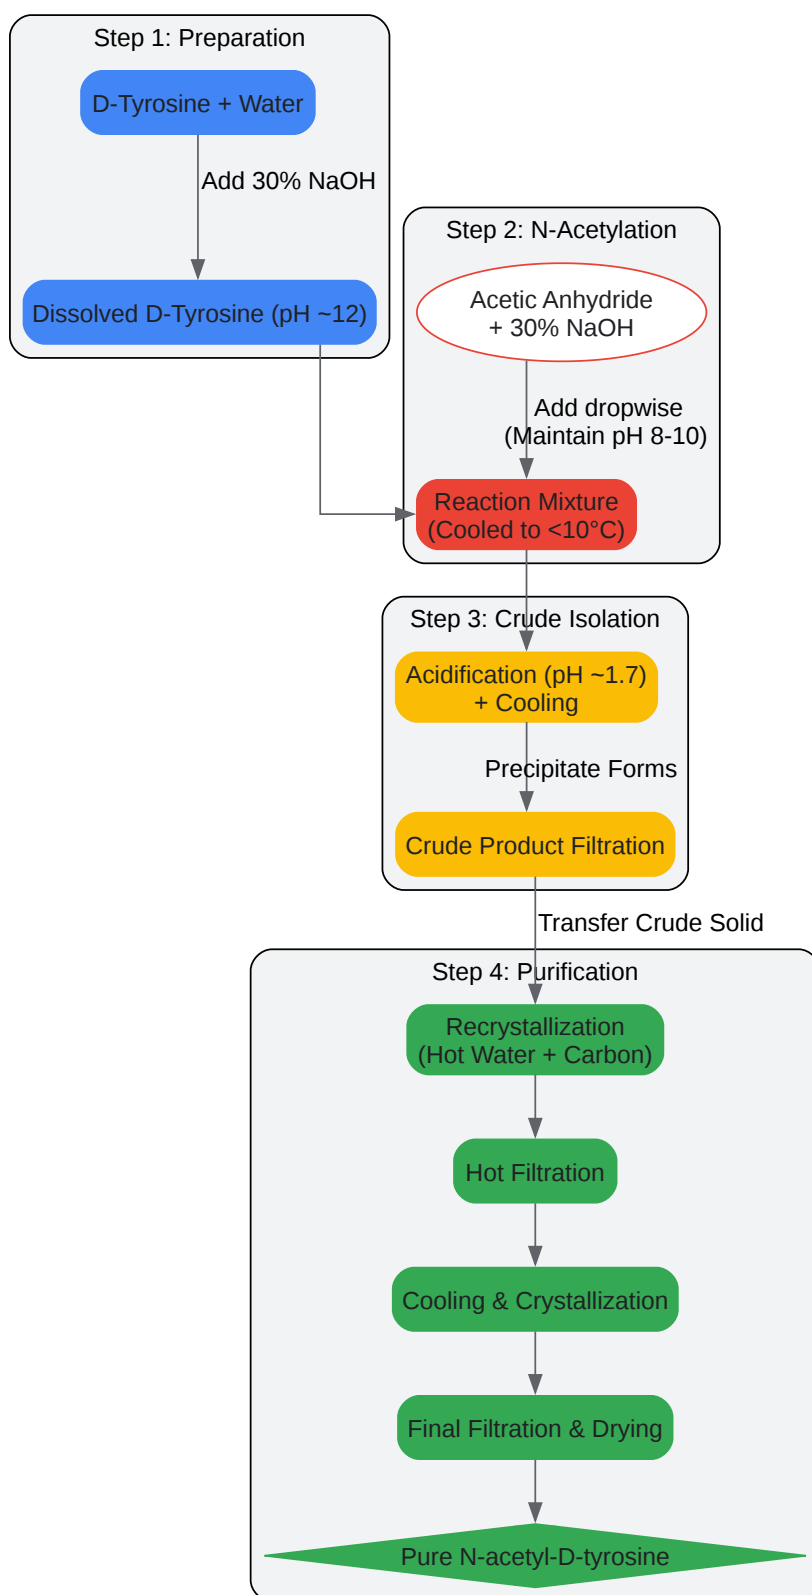 Step 1: Preparation
D-Tyrosine + Water
Add 30% NaOH
Dissolved D-Tyrosine (pH ~12)
Step 2: N-Acetylation
Acetic Anhydride
+ 30% NaOH
Add dropwise
(Maintain pH 8-10)
Reaction Mixture
(Cooled to <10°C)
Step 3: Crude Isolation
Acidification (pH ~1.7)
+ Cooling
Precipitate Forms
Crude Product Filtration
Transfer Crude Solid
Step 4: Purification
Recrystallization
(Hot Water + Carbon)
Hot Filtration
Cooling & Crystallization
Final Filtration & Drying
Pure N-acetyl-D-tyrosine